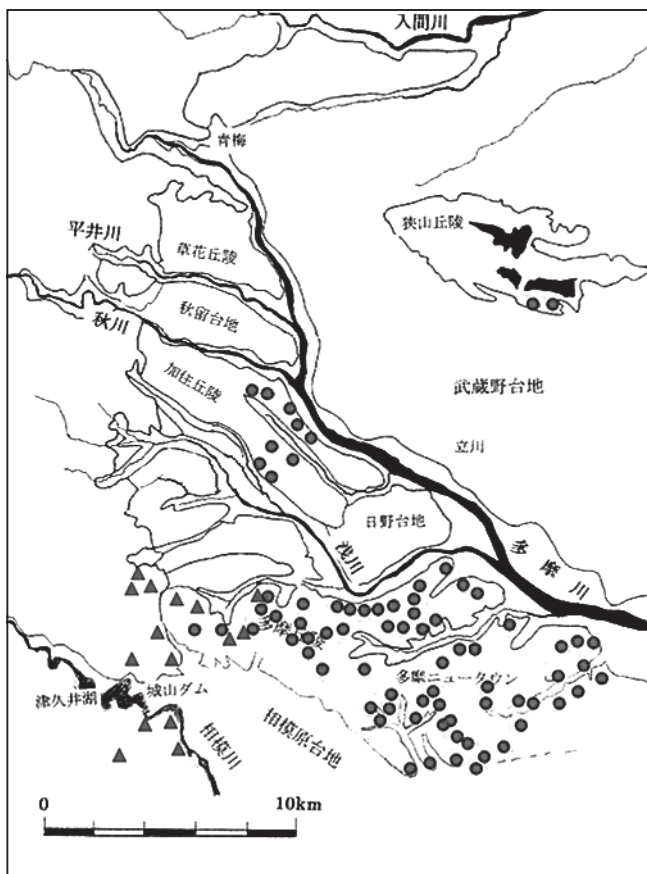 入間川
青梅
狭山丘陵
平井川
草花丘陵
秋川
秋留台地
加住丘陵
武蔵野台地
立川
日野台地
浅川
多摩川
多摩
多摩ニュータウン
津久井湖
城山ダム
相模川
相模原台地
0
10km